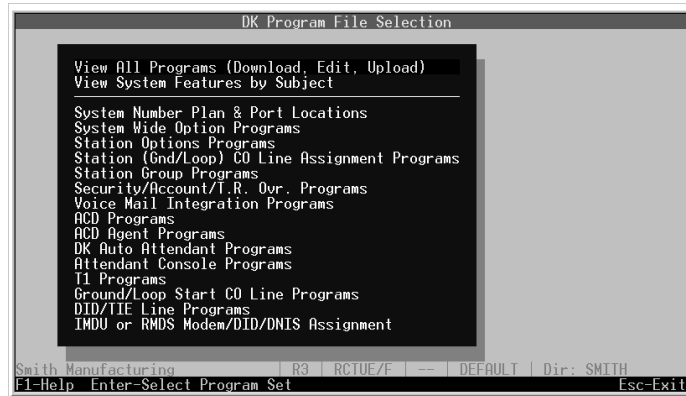 DK Program File Selection
View All Programs (Download, Edit, Upload)
View System Features by Subject
System Number Plan & Port Locations
System Wide Option Programs
Station Options Programs
Station (Gnd/Loop) CO Line Assignment Programs
Station Group Programs
Security/Account/T.R. Ovr. Programs
Voice Mail Integration Programs
ACD Programs
ACD Agent Programs
DK Auto Attendant Programs
Attendant Console Programs
T1 Programs
Ground/Loop Start CO Line Programs
DID/TIE Line Programs
IMDU or RMDS Modem/DID/DNIS Assignment
Smith Manufacturing | R3 | RCTUE/F | -- | DEFAULT | Dir: SMITH
F1-Help Enter-Select Program Set Esc-Exit